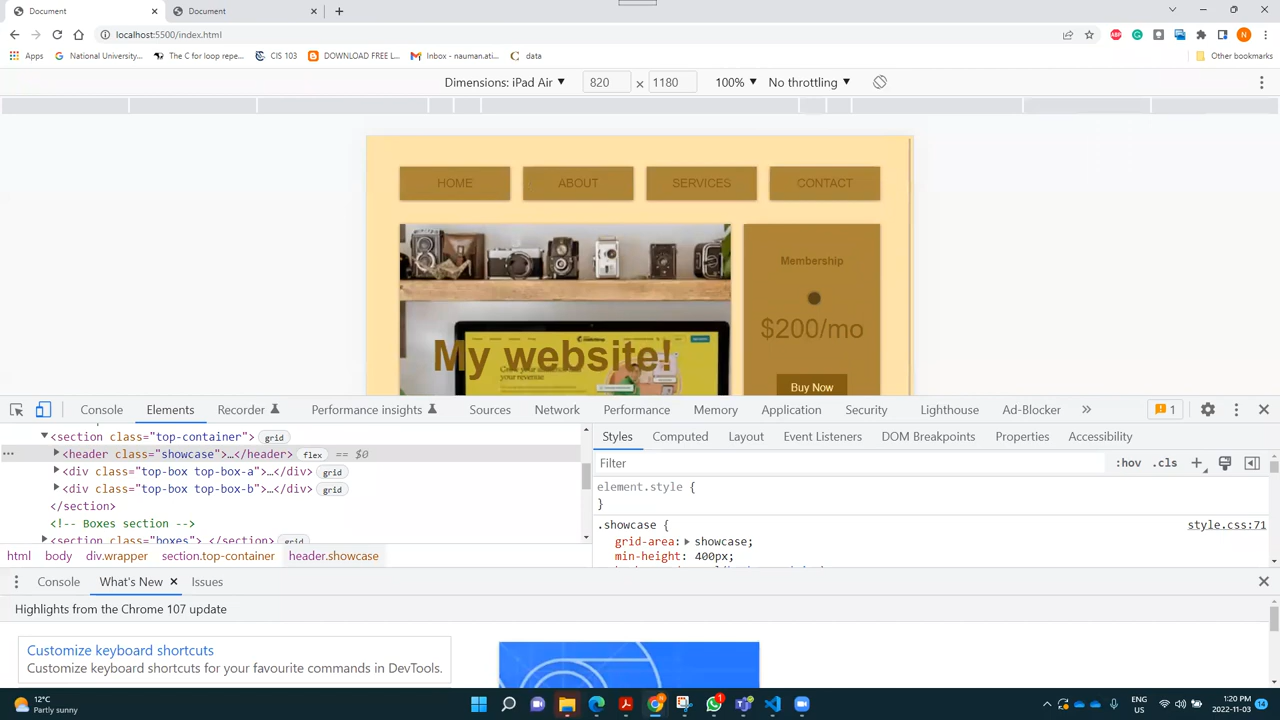 Document
Document
localhost:5500/index.html
Apps
National University...
The C for loop repe...
CIS 103
DOWNLOAD FREE L...
Inbox - nauman.ati...
data
Other bookmarks
Dimensions: iPad Air ▼ 820 × 1180 100% ▼ No throttling ▼
HOME ABOUT SERVICES CONTACT
Membership
$200/mo
My website!
Buy Now
Console Elements Recorder Performance insights Sources Network Performance Memory Application Security Lighthouse Ad-Blocker » 1
<section class="top-container"> grid
<header class="showcase">…</header> flex == $0
<div class="top-box top-box-a">…</div> grid
<div class="top-box top-box-b">…</div> grid
</section>
<!-- Boxes section -->
<section class="boxes"> </section> grid
html body div.wrapper section.top-container header.showcase
Styles Computed Layout Event Listeners DOM Breakpoints Properties Accessibility
Filter :hov .cls +
element.style {
}
.showcase { style.css:71
grid-area: ▶ showcase;
min-height: 400px;
Console What's New × Issues
Highlights from the Chrome 107 update
Customize keyboard shortcuts
Customize keyboard shortcuts for your favourite commands in DevTools.
12°C
Partly sunny
ENG
US
1:20 PM
2022-11-03